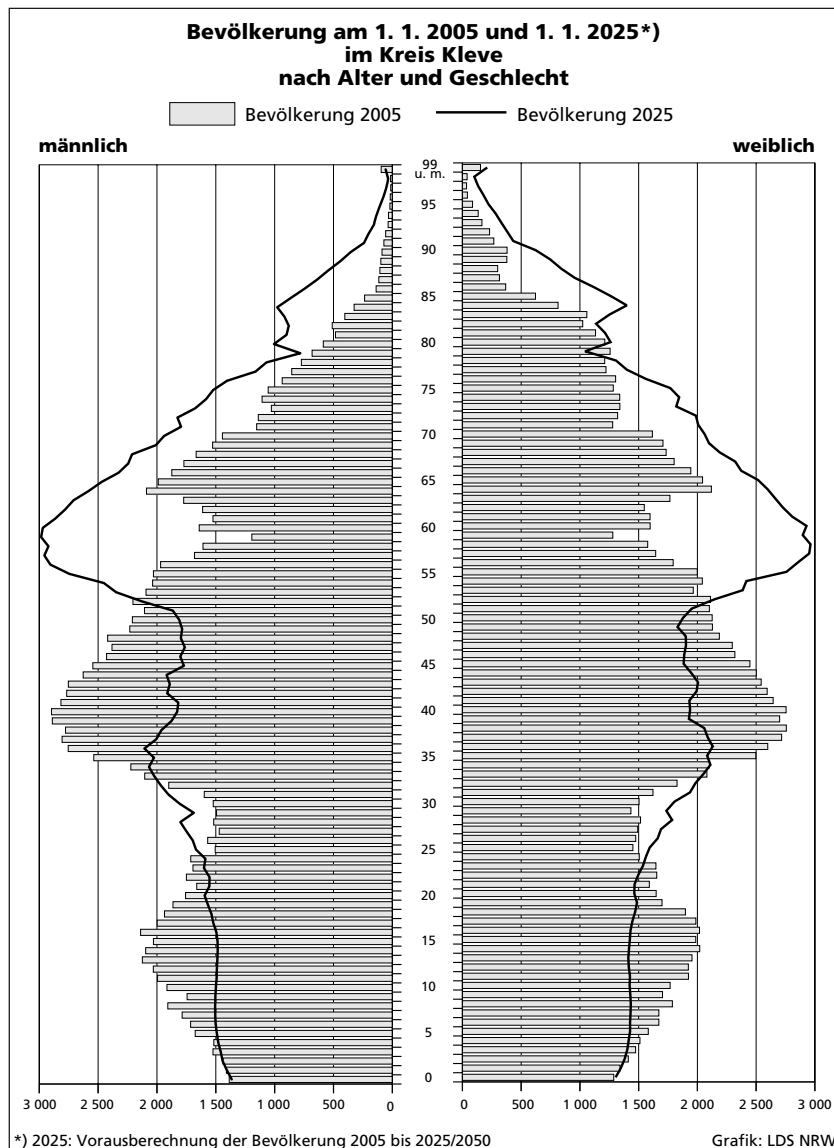 Bevölkerung am 1. 1. 2005 und 1. 1. 2025*)
im Kreis Kleve
nach Alter und Geschlecht
Bevölkerung 2005 Bevölkerung 2025
männlich weiblich
99
u. m.
95
90
85
80
75
70
65
60
55
50
45
40
35
30
25
20
15
10
5
0
3 000 2 500 2 000 1 500 1 000 500 0 0 500 1 000 1 500 2 000 2 500 3 000
*) 2025: Vorausberechnung der Bevölkerung 2005 bis 2025/2050 Grafik: LDS NRW